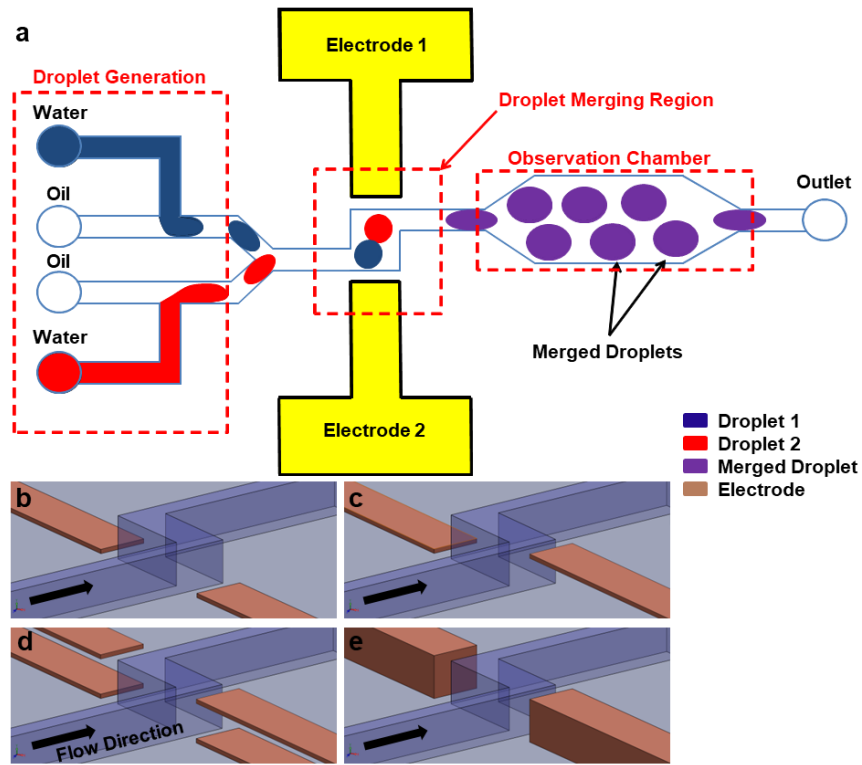 a
Electrode 1
Droplet Generation
Droplet Merging Region
Water
Observation Chamber
Oil
Outlet
Oil
Water
Merged Droplets
Electrode 2
Droplet 1
Droplet 2
Merged Droplet
Electrode
b
c
d
e
Flow Direction